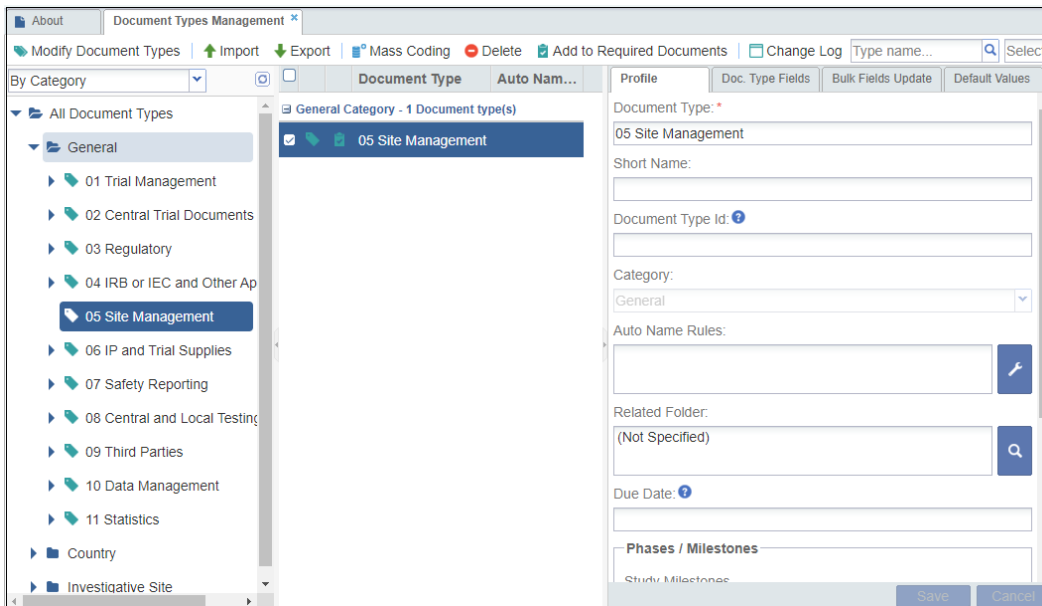 About
Document Types Management ×
Modify Document Types Import Export Mass Coding Delete Add to Required Documents Change Log Type name... Selec
By Category
All Document Types
General
01 Trial Management
02 Central Trial Documents
03 Regulatory
04 IRB or IEC and Other Ap
05 Site Management
06 IP and Trial Supplies
07 Safety Reporting
08 Central and Local Testing
09 Third Parties
10 Data Management
11 Statistics
Country
Investigative Site
Document Type Auto Nam...
General Category - 1 Document type(s)
05 Site Management
Profile Doc. Type Fields Bulk Fields Update Default Values
Document Type:*
05 Site Management
Short Name:
Document Type Id: ?
Category:
General
Auto Name Rules:
Related Folder:
(Not Specified)
Due Date: ?
Phases / Milestones
Study Milestones
Save Cancel